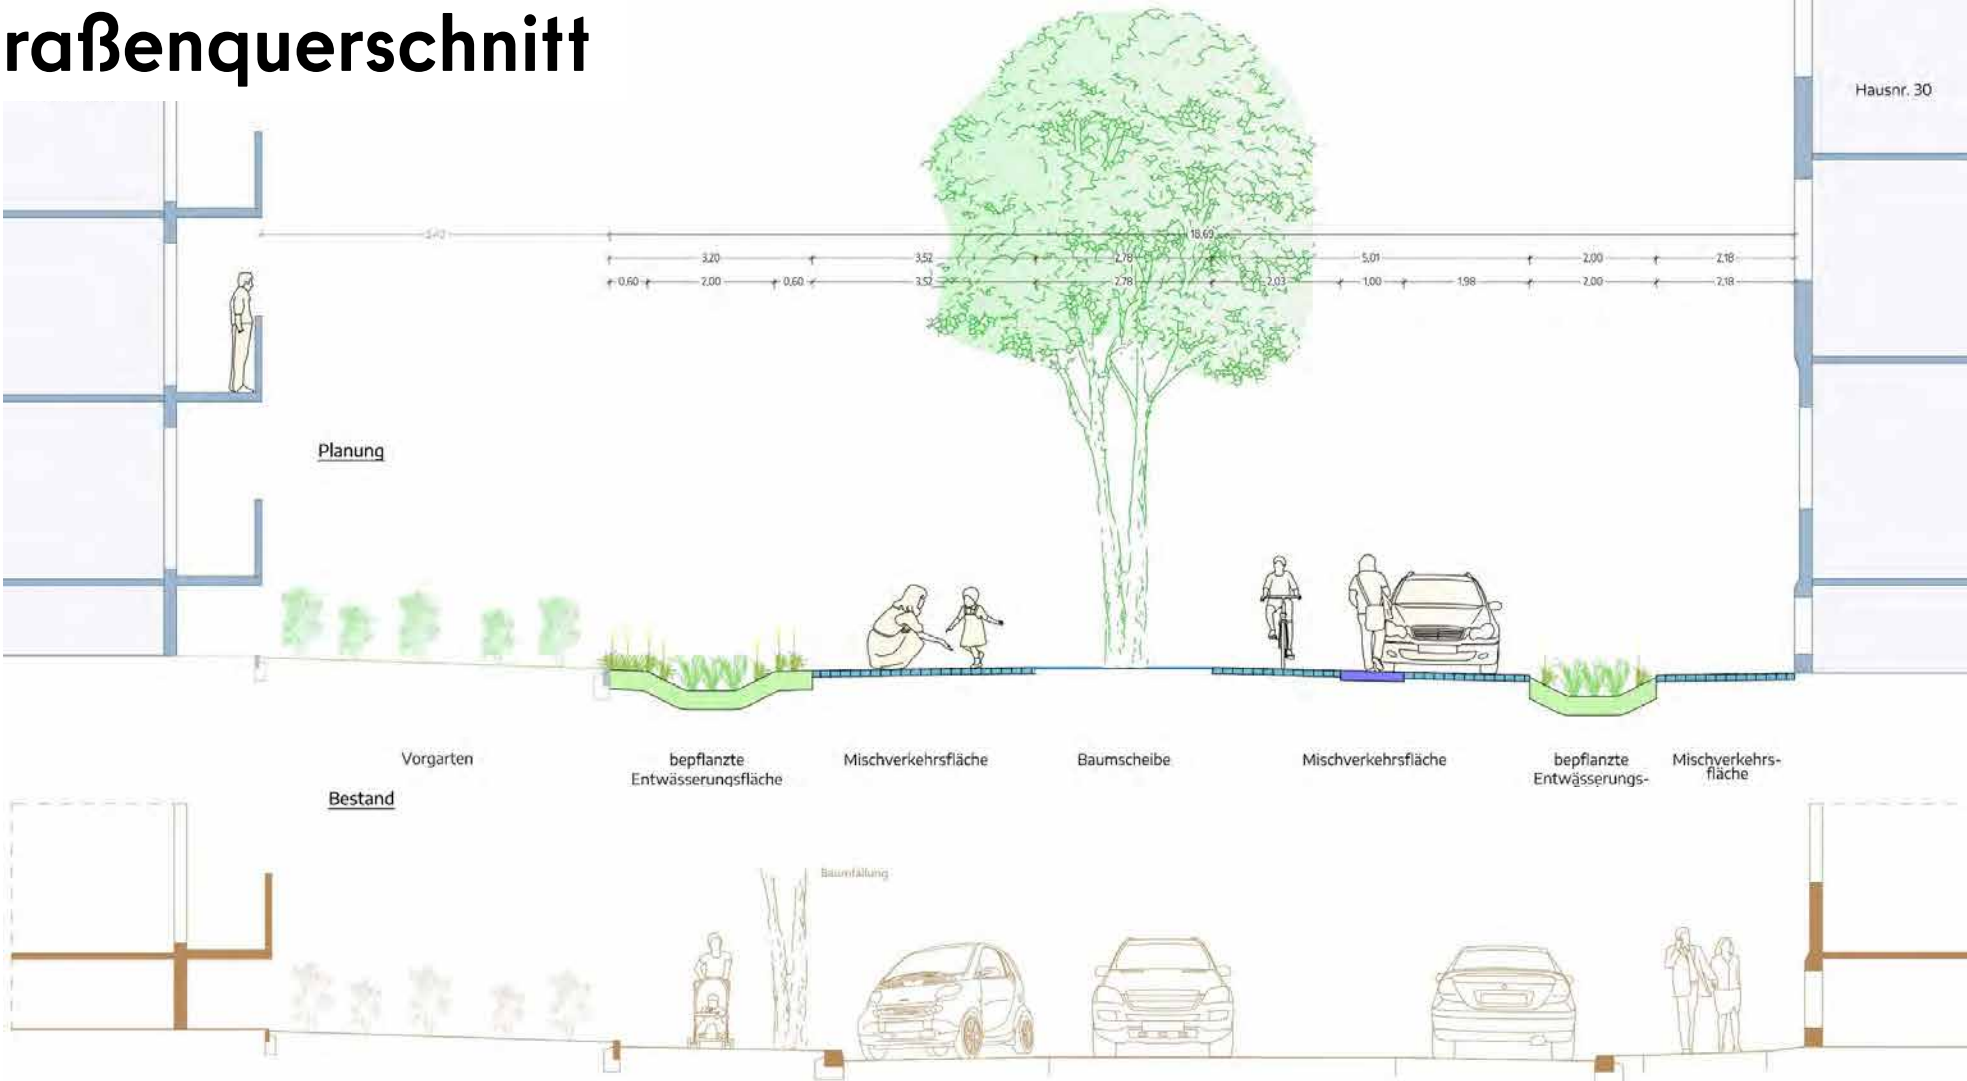 raßenquerschnitt
Hausnr. 30
18,69
3,20 3,52 2,78 5,01 2,00 2,18
0,60 2,00 0,60 3,52 2,78 2,03 1,00 1,98 2,00 2,18
Planung
Vorgarten
bepflanzte
Entwässerungsfläche
Mischverkehrsfläche
Baumscheibe
Mischverkehrsfläche
bepflanzte
Entwässerungs-
Mischverkehrs-
fläche
Bestand
Baumfällung